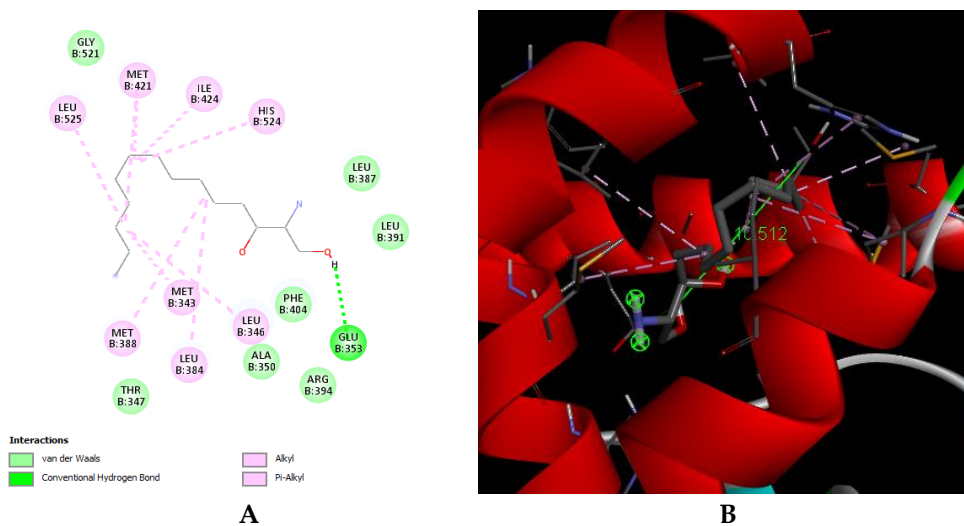 GLY
B:521
MET
B:421
ILE
B:424
LEU
B:525
HIS
B:524
N
LEU
B:387
LEU
B:391
O
O
H
MET
B:343
PHE
B:404
LEU
B:346
MET
B:388
GLU
B:353
LEU
B:384
ALA
B:350
ARG
B:394
THR
B:347
Interactions
van der Waals
Alkyl
Conventional Hydrogen Bond
Pi-Alkyl
A
B